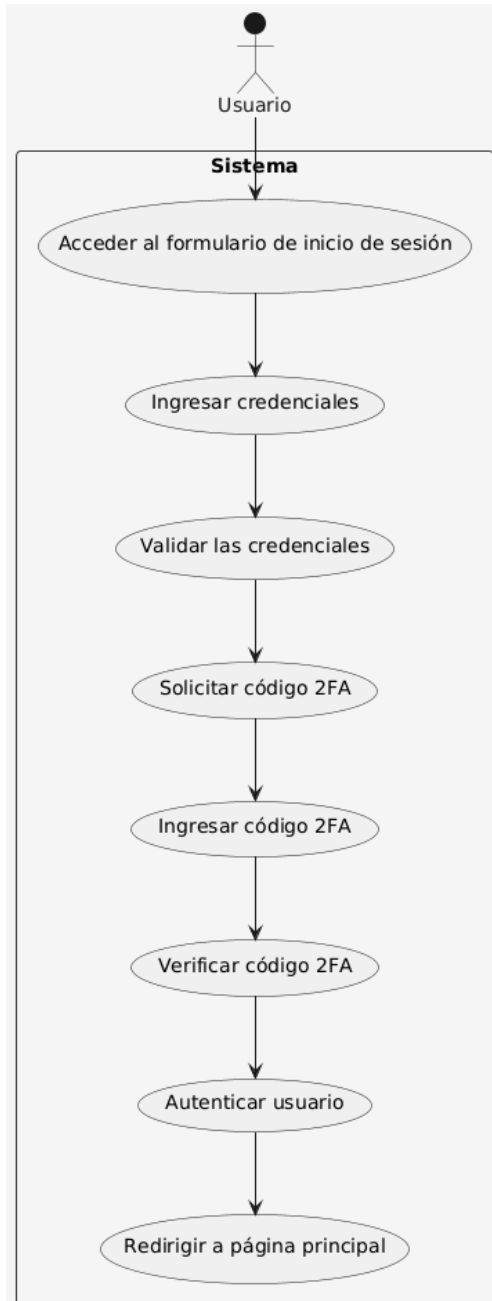 Usuario
Sistema
Acceder al formulario de inicio de sesión
Ingresar credenciales
Validar las credenciales
Solicitar código 2FA
Ingresar código 2FA
Verificar código 2FA
Autenticar usuario
Redirigir a página principal